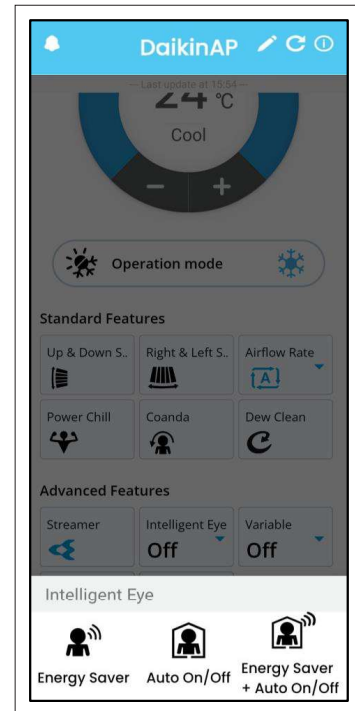 DaikinAP
— Last update at 15:54 —
24 °C
Cool
− +
Operation mode
Standard Features
Up & Down S.. Right & Left S.. Airflow Rate
A
Power Chill Coanda Dew Clean
Advanced Features
Streamer Intelligent Eye Variable
Off Off
Intelligent Eye
Energy Saver Auto On/Off Energy Saver
+ Auto On/Off